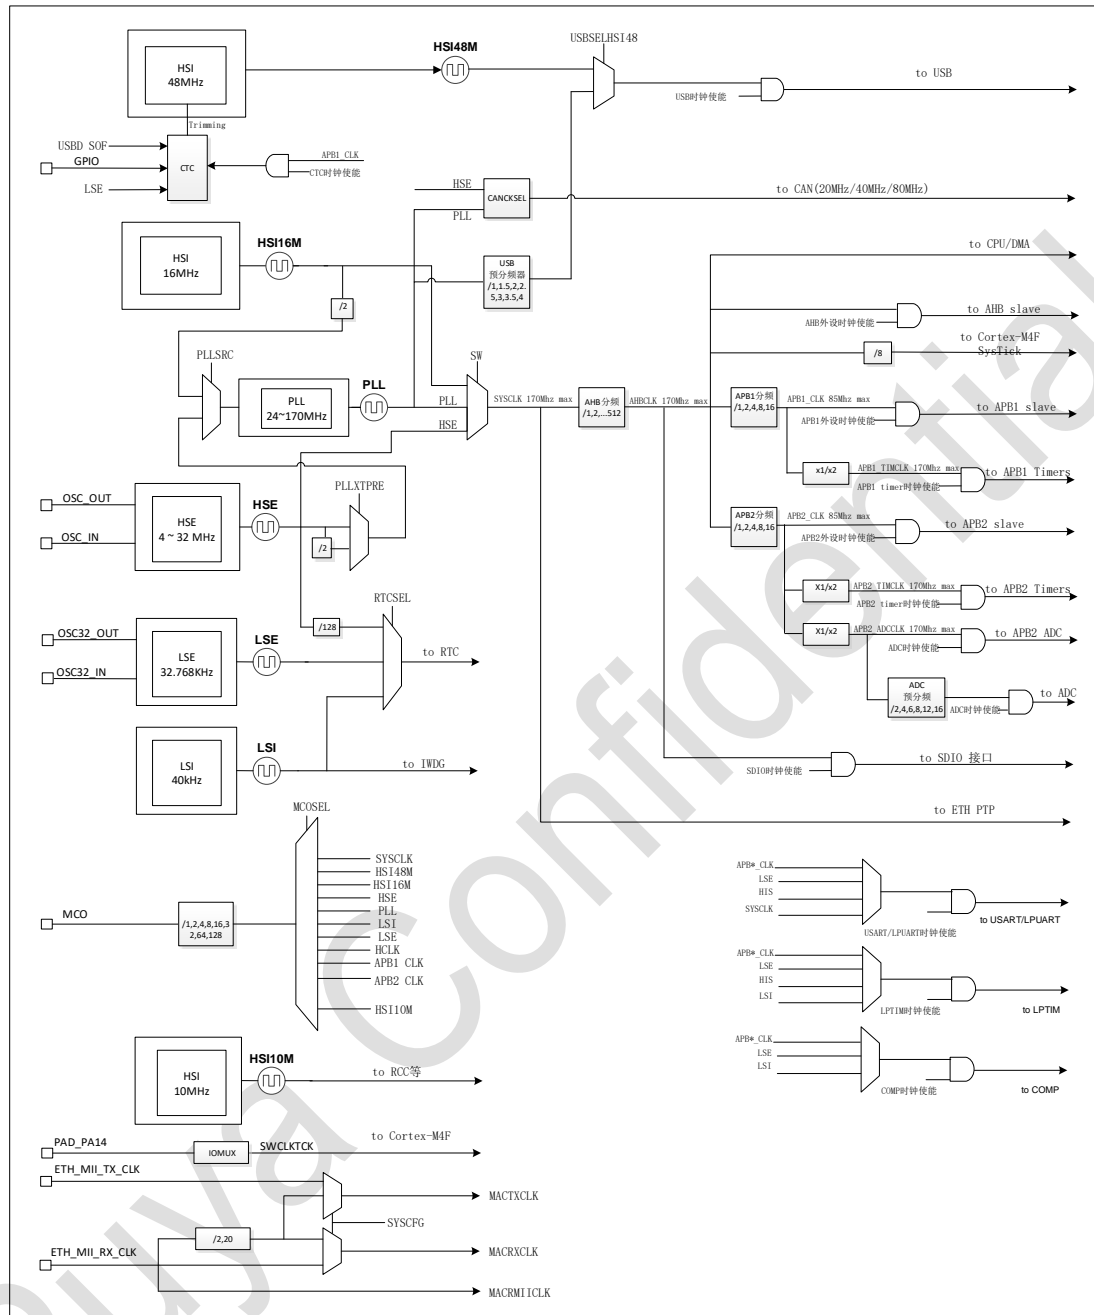 USBSELHSI48
HSI48M
HSI
48MHz
to USB
USB时钟使能
Trimming
USBD SOF
GPIO
LSE
CTC
APB1_CLK
CTC时钟使能
HSE
PLL
CANCKSEL
to CAN(20MHz/40MHz/80MHz)
HSI16M
HSI
16MHz
/2
USB
预分频器
/1,1.5,2,2.
5,3,3.5,4
to CPU/DMA
to AHB slave
AHB外设时钟使能
to Cortex-M4F
SysTick
/8
PLLSRC
PLL
24~170MHz
PLL
SW
PLL
HSE
SYSCLK 170Mhz max
AHB分频
/1,2,...512
AHBCLK 170Mhz max
APB1分频
/1,2,4,8,16
APB1_CLK 85Mhz max
APB1外设时钟使能
to APB1 slave
x1/x2
APB1_TIMCLK 170Mhz max
APB1 timer时钟使能
to APB1 Timers
OSC_OUT
OSC_IN
HSE
4 ~ 32 MHz
HSE
PLLXTPRE
/2
APB2分频
/1,2,4,8,16
APB2_CLK 85Mhz max
APB2外设时钟使能
to APB2 slave
X1/x2
APB2_TIMCLK 170Mhz max
APB2 timer时钟使能
to APB2 Timers
X1/x2
APB2_ADCCLK 170Mhz max
ADC时钟使能
to APB2 ADC
ADC
预分频
/2,4,6,8,12,16
ADC时钟使能
to ADC
RTCSEL
/128
OSC32_OUT
OSC32_IN
LSE
32.768KHz
LSE
to RTC
LSI
40kHz
LSI
to IWDG
SDIO时钟使能
to SDIO 接口
to ETH PTP
MCOSEL
SYSCLK
HSI48M
HSI16M
HSE
PLL
LSI
LSE
HCLK
APB1 CLK
APB2 CLK
HSI10M
MCO
/1,2,4,8,16,3
2,64,128
APB*_CLK
LSE
HIS
SYSCLK
USART/LPUART时钟使能
to USART/LPUART
APB*_CLK
LSE
HIS
LSI
LPTIM时钟使能
to LPTIM
APB*_CLK
LSE
LSI
COMP时钟使能
to COMP
HSI
10MHz
HSI10M
to RCC等
PAD_PA14
IOMUX
SWCLKTCK
to Cortex-M4F
ETH_MII_TX_CLK
MACTXCLK
SYSCFG
/2,20
ETH_MII_RX_CLK
MACRXCLK
MACRMIICLK
Puya Confidential